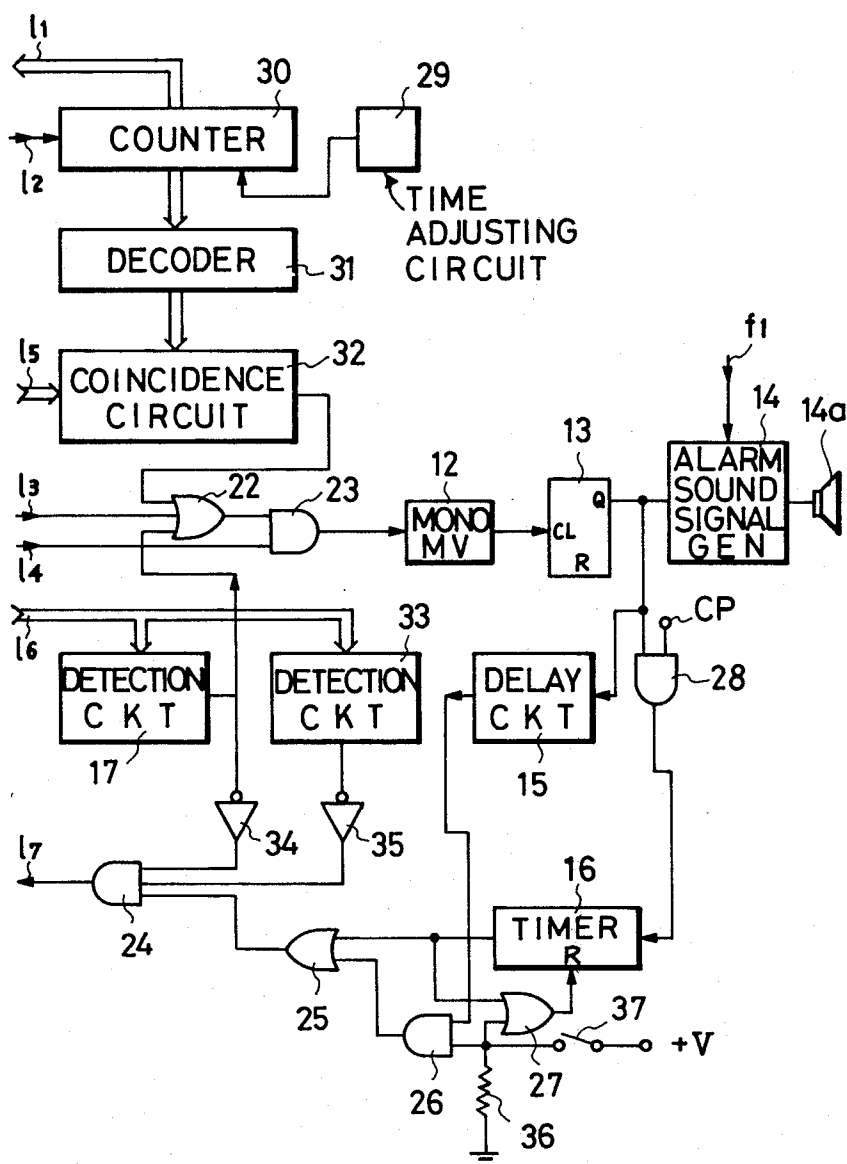 l1
30
29
COUNTER
l2
TIME
ADJUSTING
CIRCUIT
DECODER
31
f1
l5
32
COINCIDENCE
CIRCUIT
14
14a
13
12
ALARM
SOUND
SIGNAL
GEN
22
23
l3
Q
MONO
MV
CL
R
l4
CP
l6
33
28
DETECTION
CKT
DETECTION
CKT
DELAY
CKT
17
15
34
35
l7
16
24
TIMER
R
25
37
+V
26
27
36